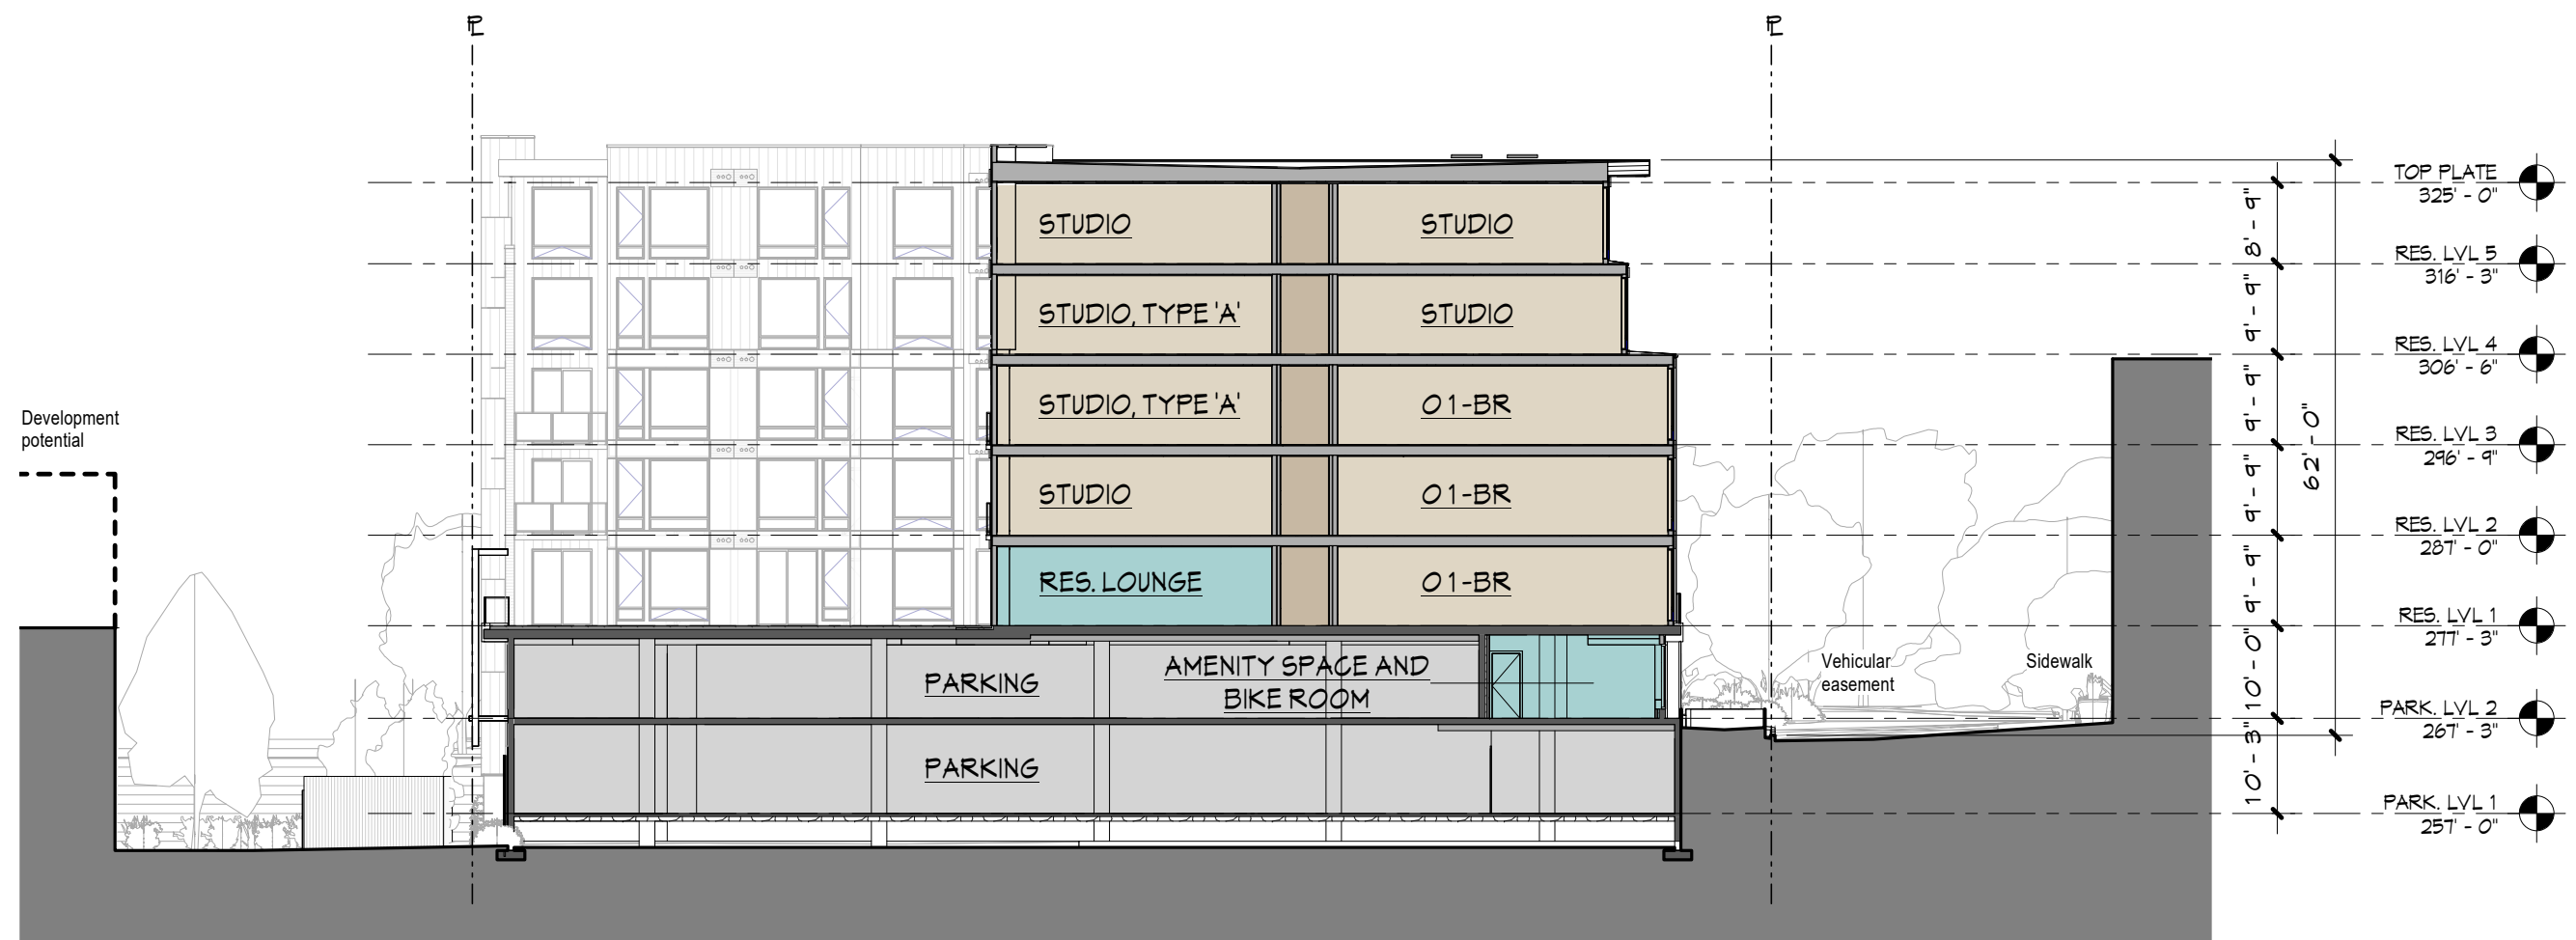 PL
PL
TOP PLATE
325' - 0"
8' - 9"
STUDIO
STUDIO
RES. LVL 5
316' - 3"
9' - 9"
STUDIO, TYPE 'A'
STUDIO
RES. LVL 4
306' - 6"
9' - 9"
STUDIO, TYPE 'A'
01-BR
Development
potential
RES. LVL 3
296' - 9"
62' - 0"
9' - 9"
STUDIO
01-BR
RES. LVL 2
287' - 0"
9' - 9"
RES. LOUNGE
01-BR
RES. LVL 1
277' - 3"
10' - 0"
PARKING
AMENITY SPACE AND
BIKE ROOM
Vehicular
easement
Sidewalk
PARK. LVL 2
267' - 3"
10' - 3"
PARKING
PARK. LVL 1
257' - 0"